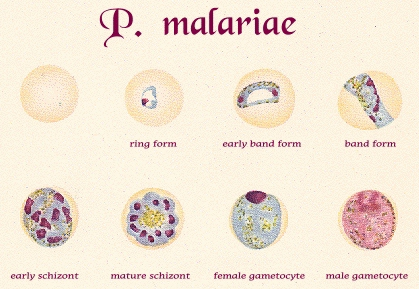 P. malariae
ring form
early band form
band form
early schizont
mature schizont
female gametocyte
male gametocyte